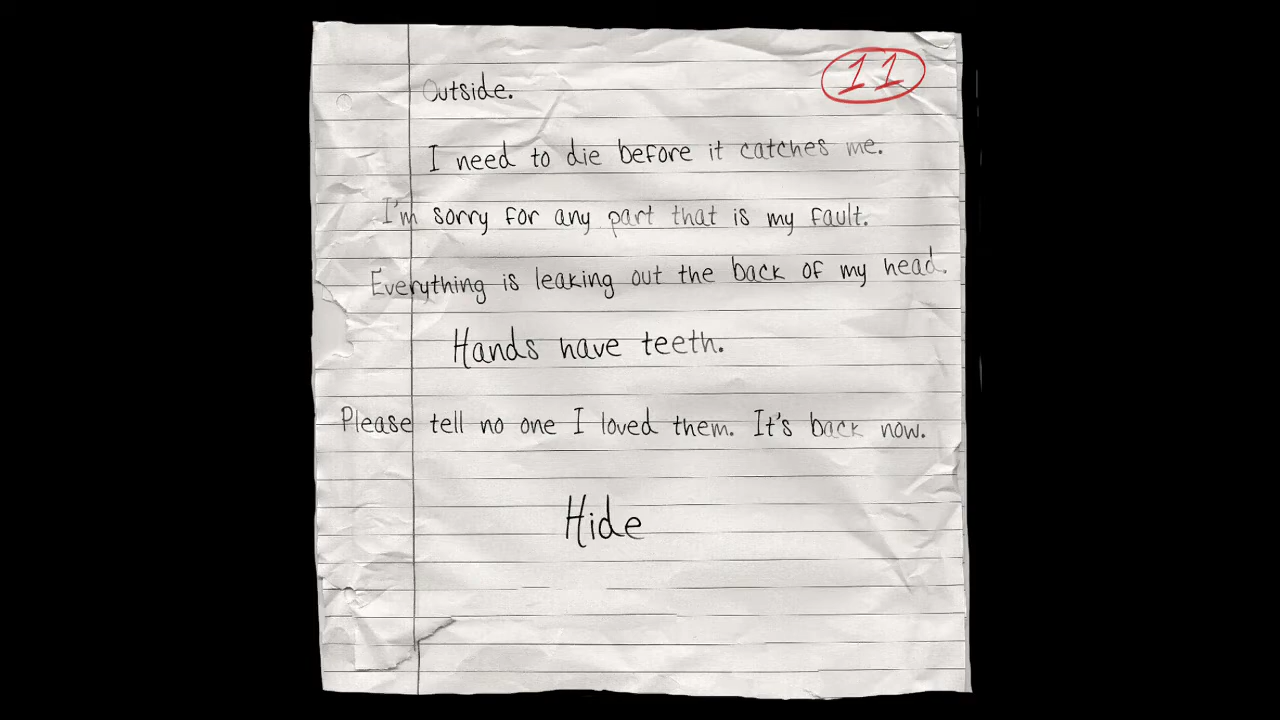 11
Outside.
I need to die before it catches me.
I'm sorry for any part that is my fault.
Everything is leaking out the back of my head.
Hands have teeth.
Please tell no one I loved them. It's back now.
Hide